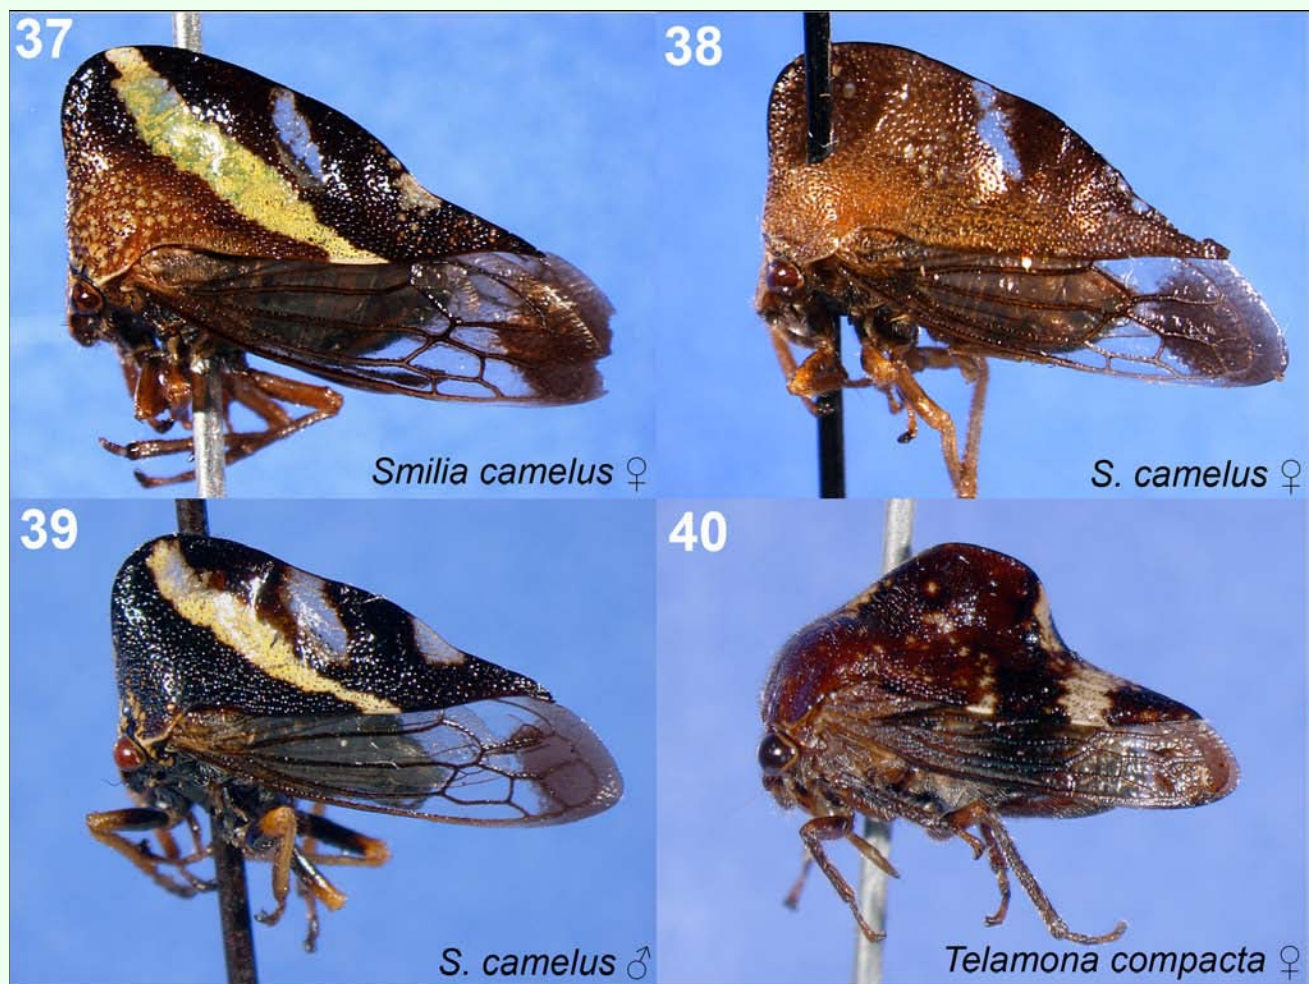 37
Smilia camelus ♀
38
S. camelus ♀
39
S. camelus ♂
40
Telamona compacta ♀